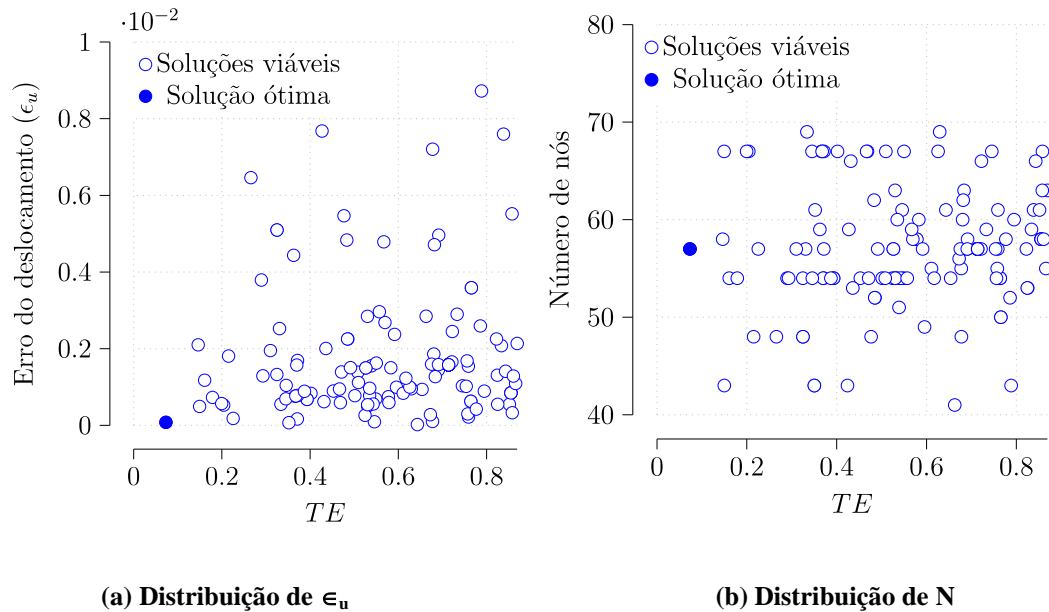 ·10⁻²
1
0.8
0.6
0.4
0.2
0
Erro do deslocamento (ϵ_u)
Soluções viáveis
Solução ótima
0 0.2 0.4 0.6 0.8
TE
(a) Distribuição de ϵ_u
80
70
60
50
40
Número de nós
Soluções viáveis
Solução ótima
0 0.2 0.4 0.6 0.8
TE
(b) Distribuição de N